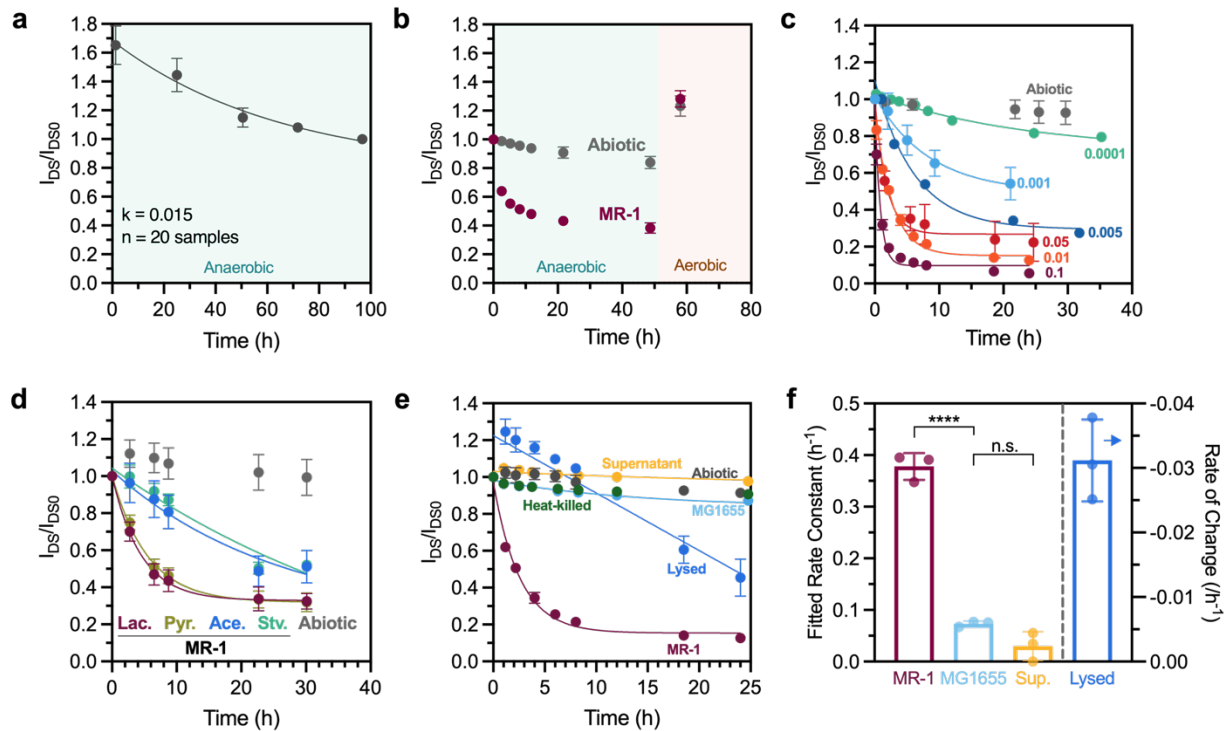 a
I_DS/I_DS0
1.8
1.6
1.4
1.2
1.0
0.8
0.6
0.4
0.2
0.0
k = 0.015
n = 20 samples
Anaerobic
0 20 40 60 80 100
Time (h)
b
I_DS/I_DS0
1.8
1.6
1.4
1.2
1.0
0.8
0.6
0.4
0.2
0.0
Abiotic
MR-1
Anaerobic Aerobic
0 20 40 60 80
Time (h)
c
I_DS/I_DS0
1.4
1.2
1.0
0.8
0.6
0.4
0.2
0.0
Abiotic
0.0001
0.001
0.005
0.05
0.01
0.1
0 10 20 30 40
Time (h)
d
I_DS/I_DS0
1.4
1.2
1.0
0.8
0.6
0.4
0.2
0.0
Lac. Pyr. Ace. Stv. Abiotic
MR-1
0 10 20 30 40
Time (h)
e
I_DS/I_DS0
1.4
1.2
1.0
0.8
0.6
0.4
0.2
0.0
Supernatant
Abiotic
MG1655
Heat-killed
Lysed
MR-1
0 5 10 15 20 25
Time (h)
f
Fitted Rate Constant (h⁻¹)
0.5
0.4
0.3
0.2
0.1
0.0
****
n.s.
MR-1 MG1655 Sup. Lysed
-0.04
-0.03
-0.02
-0.01
0.00
Rate of Change (/h⁻¹)